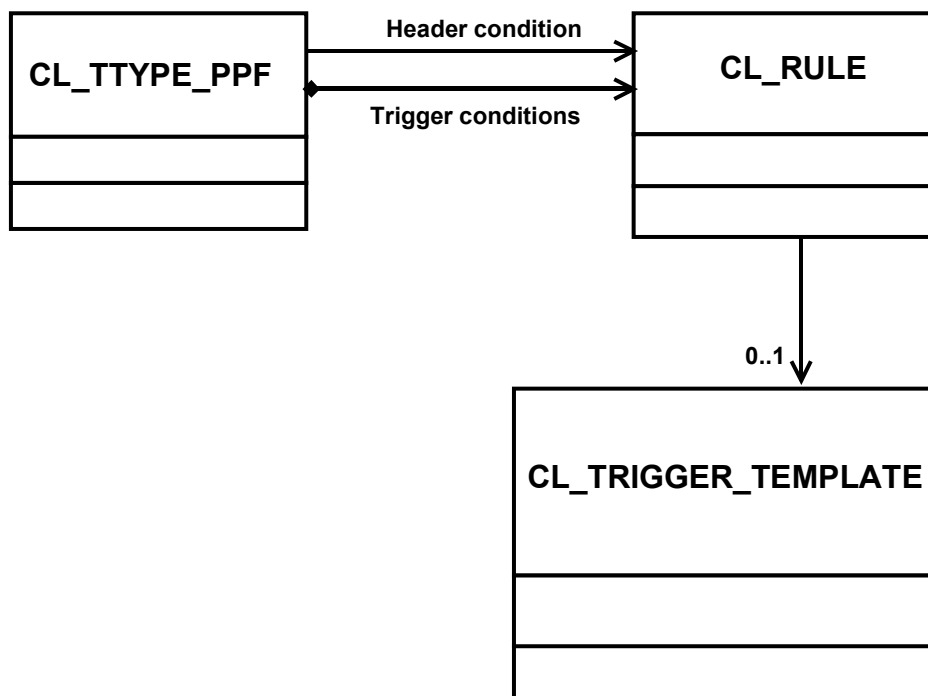 Header condition
CL_TTYPE_PPF
CL_RULE
Trigger conditions
0..1
CL_TRIGGER_TEMPLATE